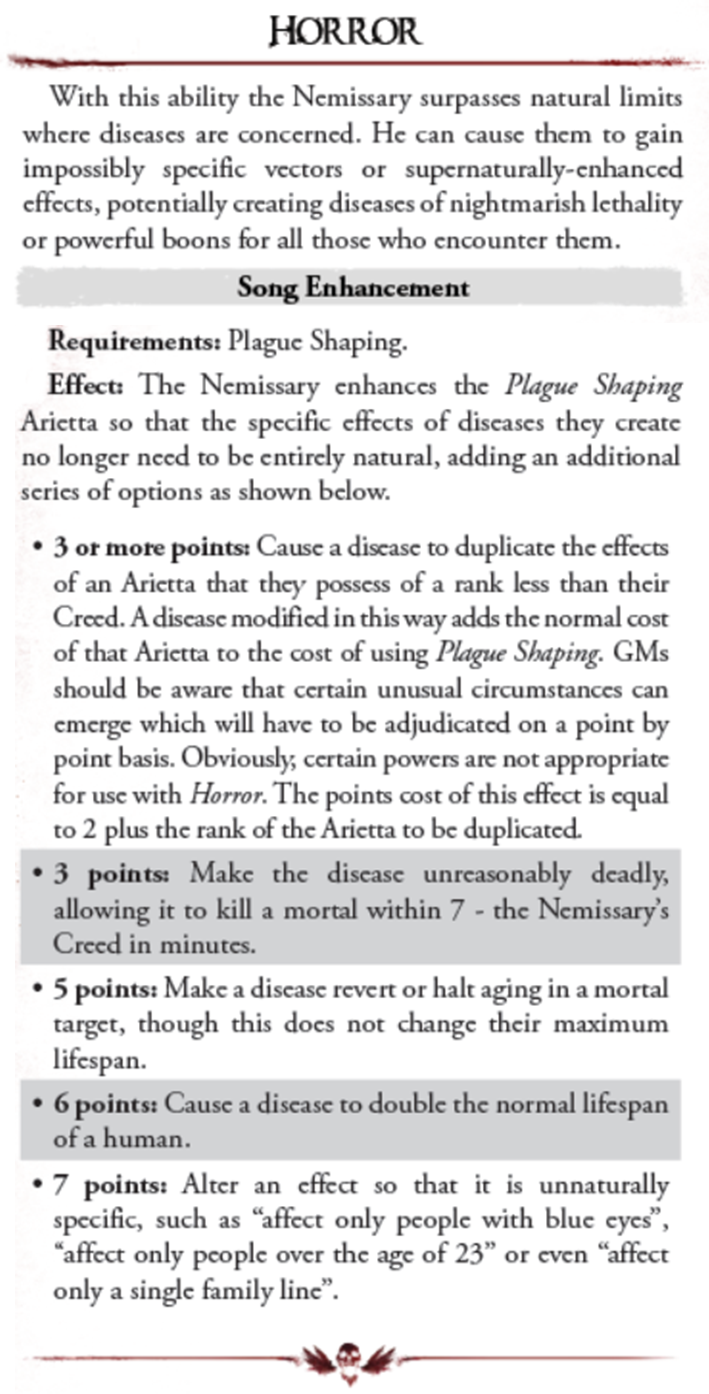 HORROR
With this ability the Nemissary surpasses natural limits
where diseases are concerned. He can cause them to gain
impossibly specific vectors or supernaturally-enhanced
effects, potentially creating diseases of nightmarish lethality
or powerful boons for all those who encounter them.
Song Enhancement
Requirements: Plague Shaping.
Effect: The Nemissary enhances the Plague Shaping
Arietta so that the specific effects of diseases they create
no longer need to be entirely natural, adding an additional
series of options as shown below.
• 3 or more points: Cause a disease to duplicate the effects
of an Arietta that they possess of a rank less than their
Creed. A disease modified in this way adds the normal cost
of that Arietta to the cost of using Plague Shaping. GMs
should be aware that certain unusual circumstances can
emerge which will have to be adjudicated on a point by
point basis. Obviously, certain powers are not appropriate
for use with Horror. The points cost of this effect is equal
to 2 plus the rank of the Arietta to be duplicated.
• 3 points: Make the disease unreasonably deadly,
allowing it to kill a mortal within 7 - the Nemissary's
Creed in minutes.
• 5 points: Make a disease revert or halt aging in a mortal
target, though this does not change their maximum
lifespan.
• 6 points: Cause a disease to double the normal lifespan
of a human.
• 7 points: Alter an effect so that it is unnaturally
specific, such as “affect only people with blue eyes”,
“affect only people over the age of 23” or even “affect
only a single family line”.